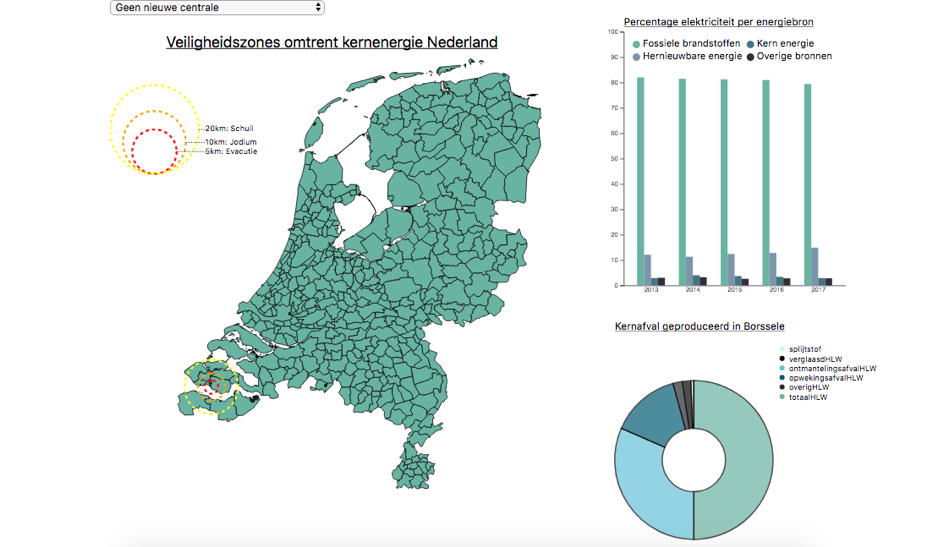 Geen nieuwe centrale
Veiligheidszones omtrent kernenergie Nederland
20km: Schuil
10km: Jodium
5km: Evacutie
Percentage elektriciteit per energiebron
Fossiele brandstoffen
Kern energie
Hernieuwbare energie
Overige bronnen
100
90
80
70
60
50
40
30
20
10
0
2013
2014
2015
2016
2017
Kernafval geproduceerd in Borssele
splijtstof
verglaasdHLW
ontmantelingsafvalHLW
opwekingsafvalHLW
overigHLW
totaalHLW